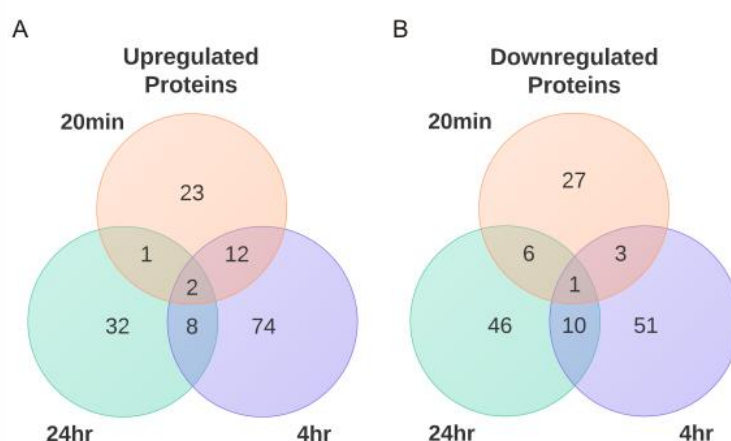 A
Upregulated
Proteins
20min
23
1
12
2
32
8
74
24hr
4hr
B
Downregulated
Proteins
20min
27
6
3
1
46
10
51
24hr
4hr